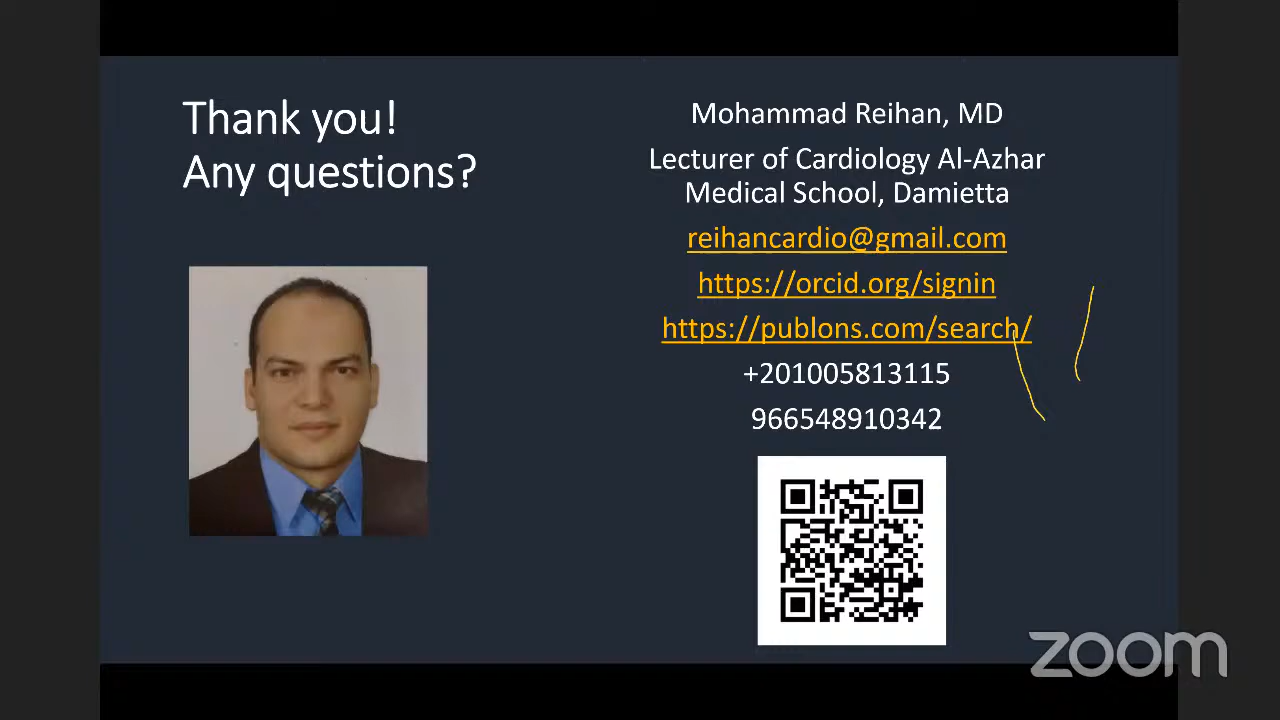 Thank you!
Any questions?
Mohammad Reihan, MD
Lecturer of Cardiology Al-Azhar
Medical School, Damietta
reihancardio@gmail.com
https://orcid.org/signin
https://publons.com/search/
+201005813115
966548910342
zoom